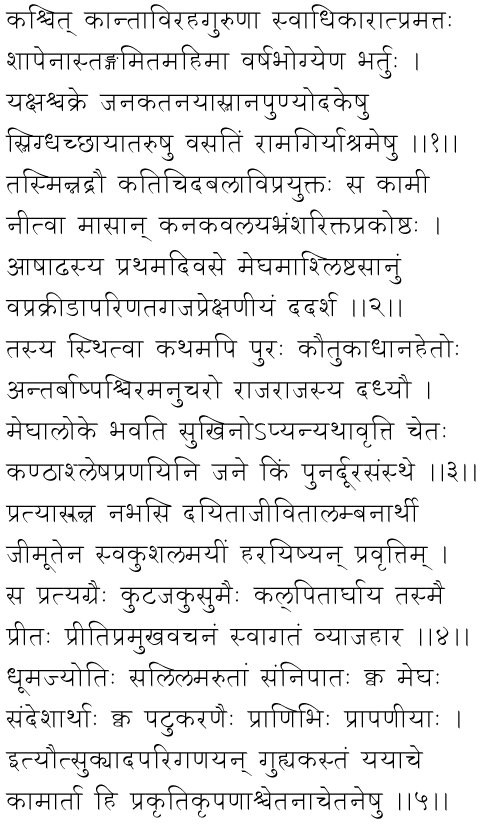 कश्चित् कान्ताविरहगुरुणा स्वाधिकारात्प्रमत्तः
शापेनास्तङ्गमितमहिमा वर्षभोग्येण भर्तुः ।
यक्षश्चक्रे जनकतनयास्नानपुण्योदकेषु
स्निग्धच्छायातरुषु वसतिं रामगिर्याश्रमेषु ।।१।।
तस्मिन्नद्रौ कतिचिदबलाविप्रयुक्तः स कामी
नीत्वा मासान् कनकवलयभ्रंशरिक्तप्रकोष्ठः ।
आषाढस्य प्रथमदिवसे मेघमाश्लिष्टसानुं
वप्रक्रीडापरिणतगजप्रेक्षणीयं ददर्श ।।२।।
तस्य स्थित्वा कथमपि पुरः कौतुकाधानहेतोः
अन्तर्बाष्पश्चिरमनुचरो राजराजस्य दध्यौ ।
मेघालोके भवति सुखिनोऽप्यन्यथावृत्ति चेतः
कण्ठाश्लेषप्रणयिनि जने किं पुनर्दूरसंस्थे ।।३।।
नभसि दयिताजीवितालम्बनार्थी
जीमूतेन स्वकुशलमयीं हरयिष्यन् प्रवृत्तिम् ।
स प्रत्यग्रैः कुटजकुसुमैः कल्‌पितार्घाय तस्मै
प्रीतः प्रीतिप्रमुखवचनं स्वागतं व्याजहार ।।४।।
धूमज्योतिः सलिलमरुतां संनिपातः क्व मेघः
संदेशार्थाः क्व पटुकरणैः प्राणिभिः प्रापणीयाः ।
इत्यौत्सुक्यादपरिगणयन् गुह्यकस्तं ययाचे
कामार्ता हि प्रकृतिकृपणाश्चेतनाचेतनेषु ।।५।।